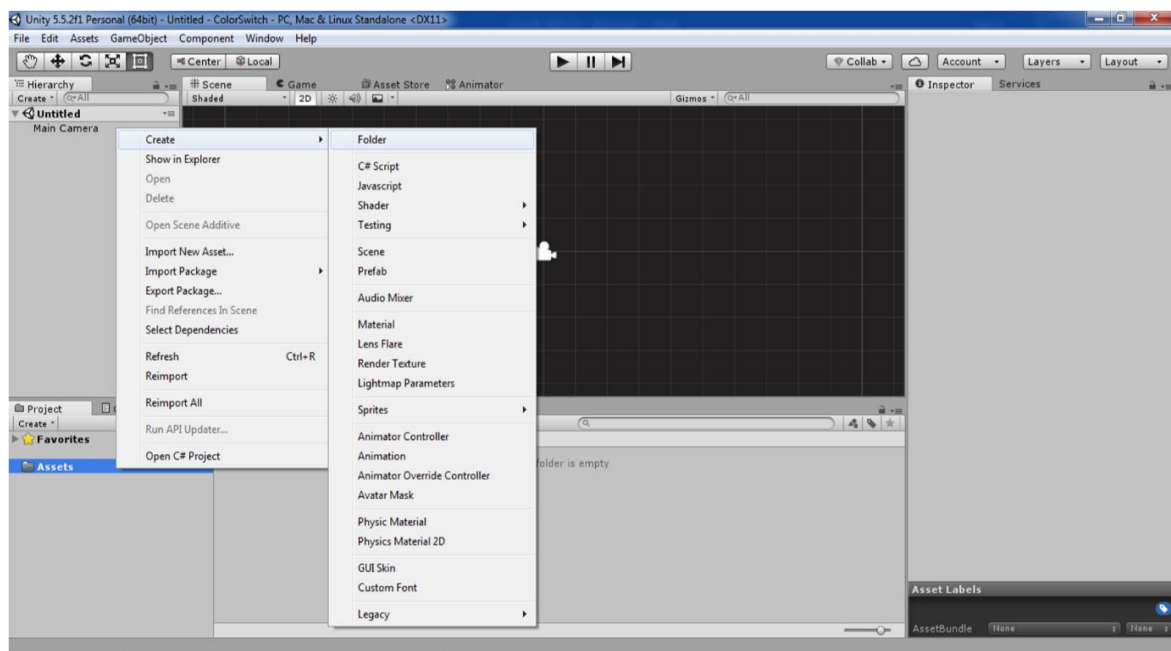 Unity 5.5.2f1 Personal (64bit) - Untitled - ColorSwitch - PC, Mac & Linux Standalone <DX11>
File Edit Assets GameObject Component Window Help
Center Local Collab Account Layers Layout
Hierarchy Scene Game Asset Store Animator Inspector Services
Create All Shaded 2D Gizmos All
Untitled
Main Camera
Create
Show in Explorer
Open
Delete
Open Scene Additive
Import New Asset...
Import Package
Export Package...
Find References In Scene
Select Dependencies
Refresh Ctrl+R
Reimport
Reimport All
Run API Updater...
Open C# Project
Folder
C# Script
Javascript
Shader
Testing
Scene
Prefab
Audio Mixer
Material
Lens Flare
Render Texture
Lightmap Parameters
Sprites
Animator Controller
Animation
Animator Override Controller
Avatar Mask
Physic Material
Physics Material 2D
GUI Skin
Custom Font
Legacy
Project
Create
Favorites
Assets
folder is empty
Asset Labels
AssetBundle None None